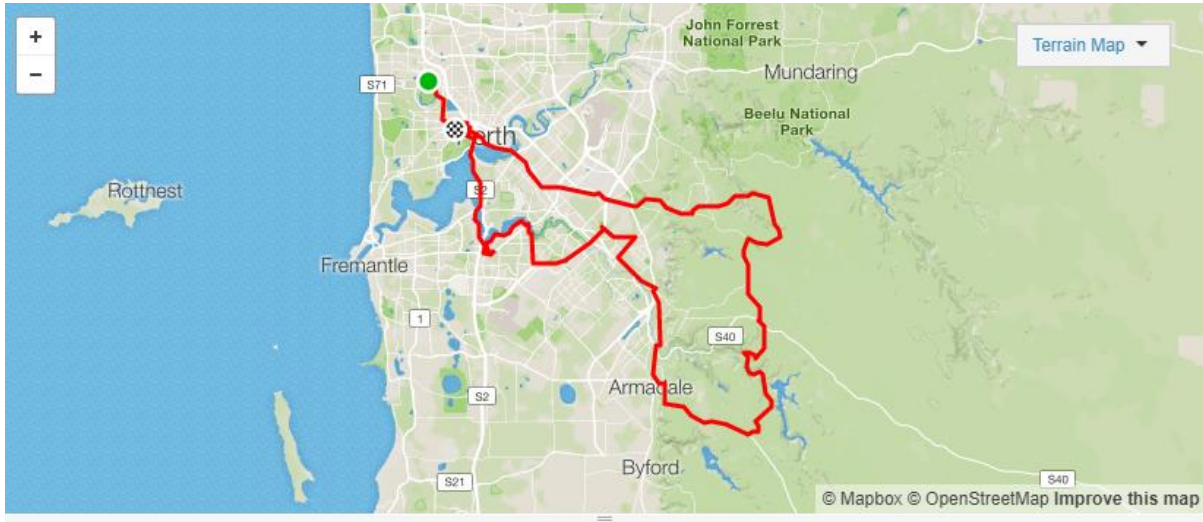 +
−
John Forrest
National Park
Terrain Map
S71
Mundaring
Beelu National
Park
erth
Rottnest
S2
Fremantle
1
S40
Armadale
S2
Byford
S21
S40
© Mapbox © OpenStreetMap Improve this map